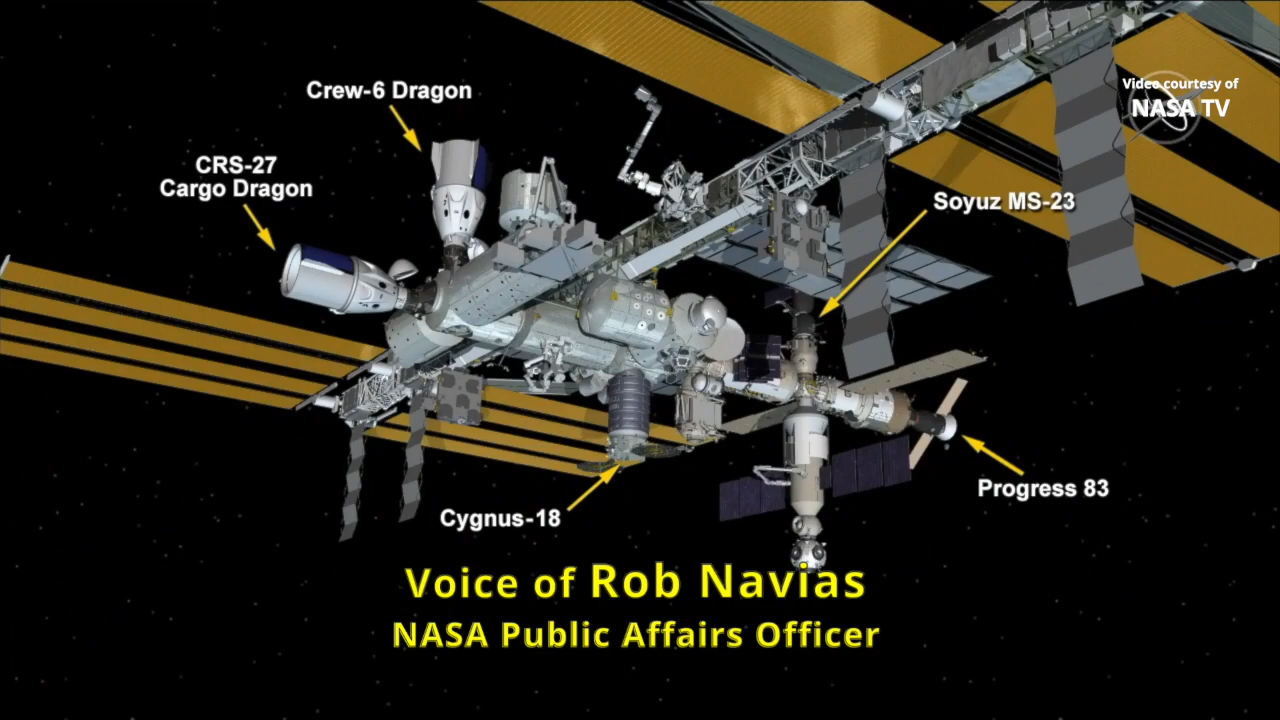 Video courtesy of
NASA TV
Crew-6 Dragon
CRS-27
Cargo Dragon
Soyuz MS-23
Progress 83
Cygnus-18
Voice of Rob Navias
NASA Public Affairs Officer